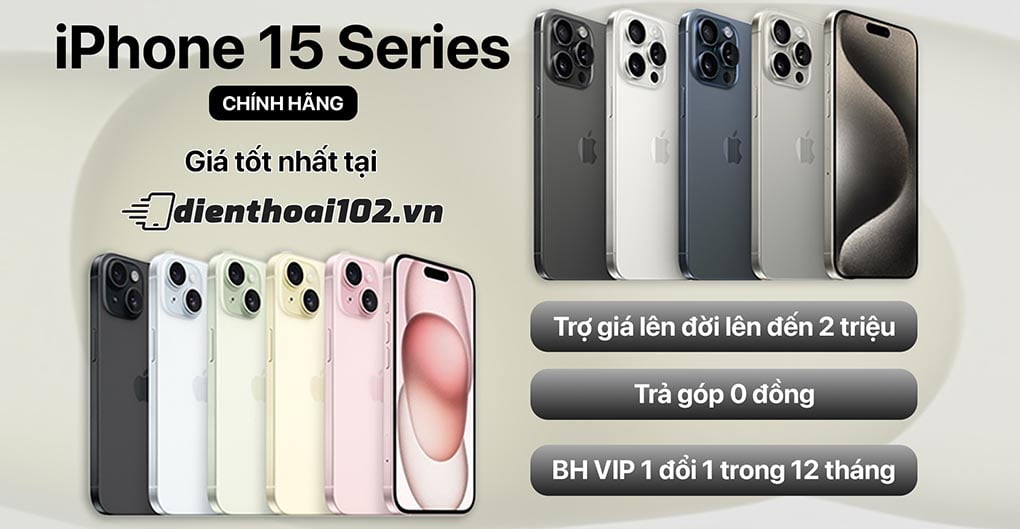 iPhone 15 Series
CHÍNH HÃNG
Giá tốt nhất tại
dienthoai102.vn
Trợ giá lên đời lên đến 2 triệu
Trả góp 0 đồng
BH VIP 1 đổi 1 trong 12 tháng